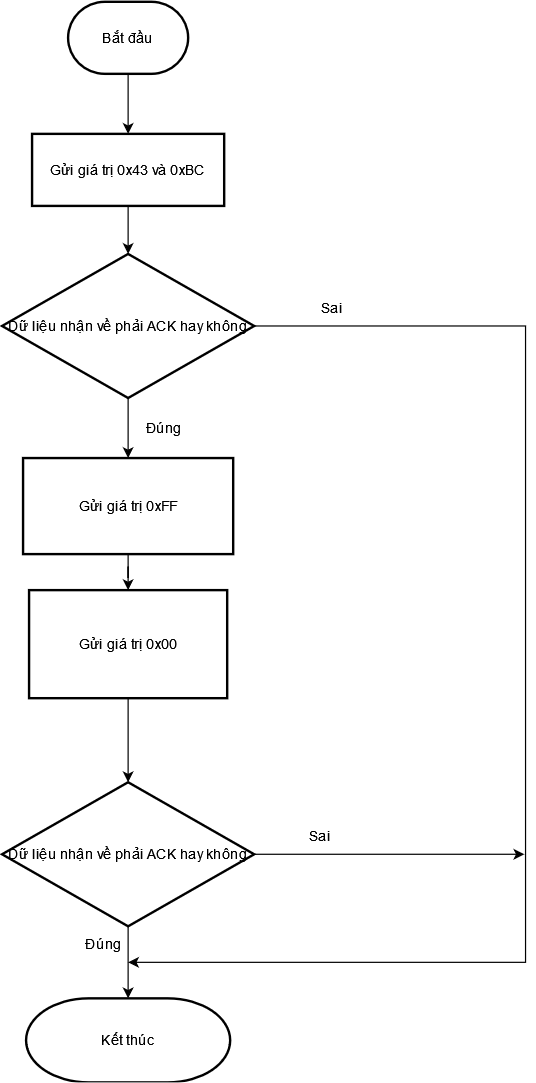 Bắt đầu
Gửi giá trị 0x43 và 0xBC
Dữ liệu nhận về phải ACK hay không
Sai
Đúng
Gửi giá trị 0xFF
Gửi giá trị 0x00
Dữ liệu nhận về phải ACK hay không
Sai
Đúng
Kết thúc